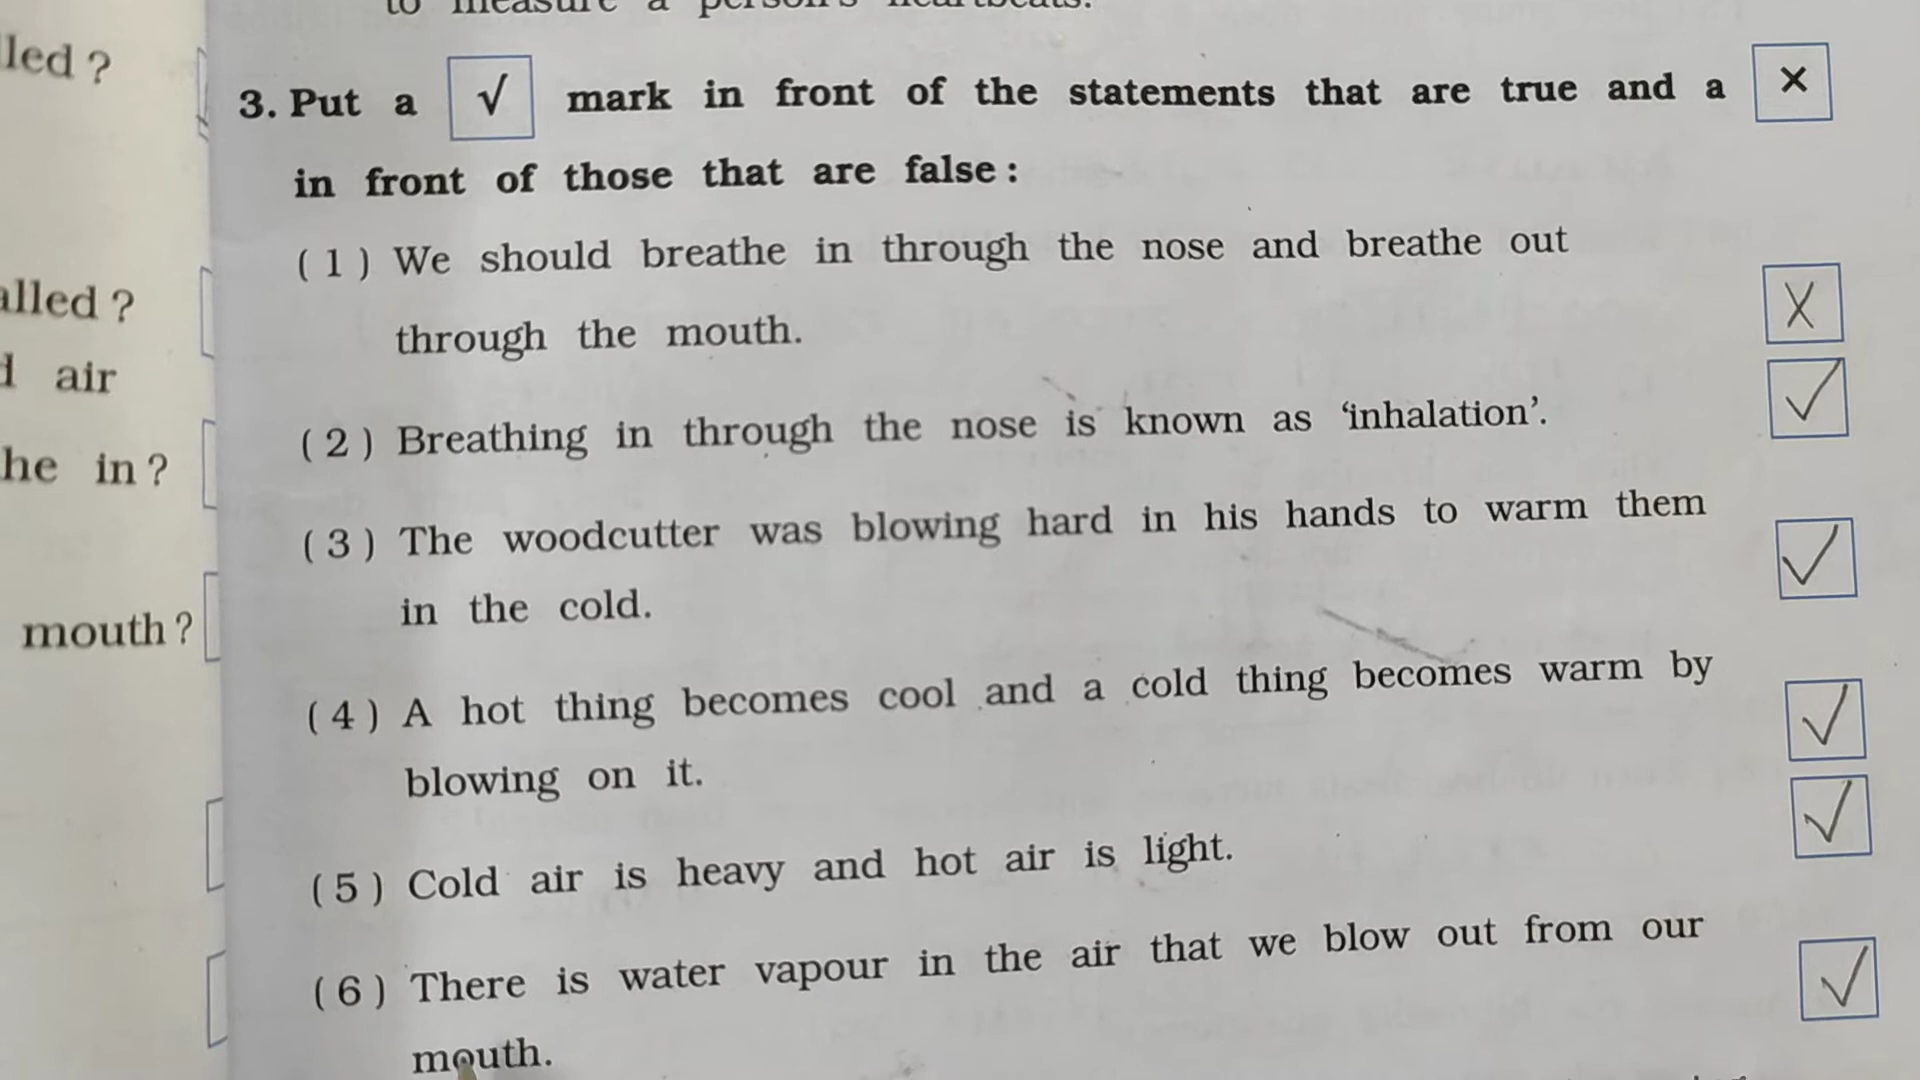 to measure a person's heartbeats.
3. Put a √ mark in front of the statements that are true and a ×
in front of those that are false :
( 1 ) We should breathe in through the nose and breathe out
through the mouth. X
( 2 ) Breathing in through the nose is known as 'inhalation'. ✓
( 3 ) The woodcutter was blowing hard in his hands to warm them
in the cold. ✓
( 4 ) A hot thing becomes cool and a cold thing becomes warm by
blowing on it. ✓
( 5 ) Cold air is heavy and hot air is light. ✓
( 6 ) There is water vapour in the air that we blow out from our
mouth. ✓
led ?
alled ?
d air
he in ?
mouth ?